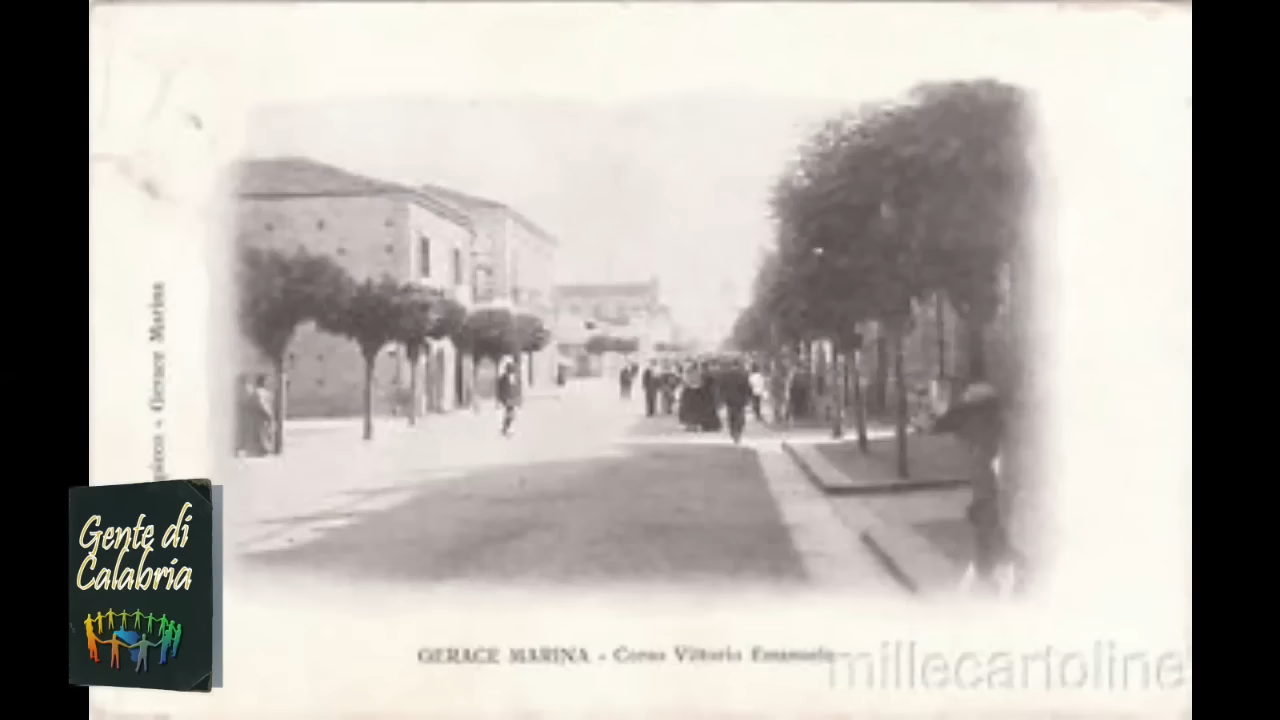 Gerace Marina
Gente di
Calabria
GERACE MARINA - Corso Vittorio Emanuele
millecartoline